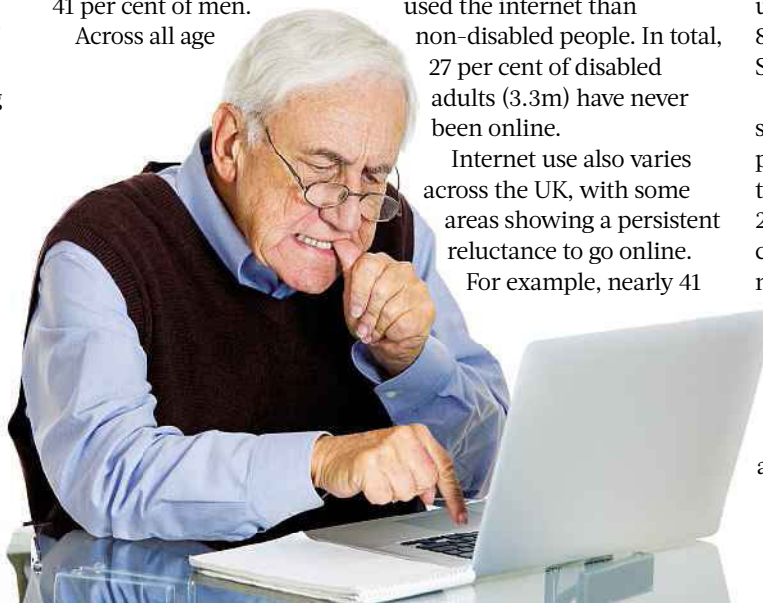 41 per cent of men.
Across all age
used the internet than
non-disabled people. In total,
27 per cent of disabled
adults (3.3m) have never
been online.
Internet use also varies
across the UK, with some
areas showing a persistent
reluctance to go online.
For example, nearly 41